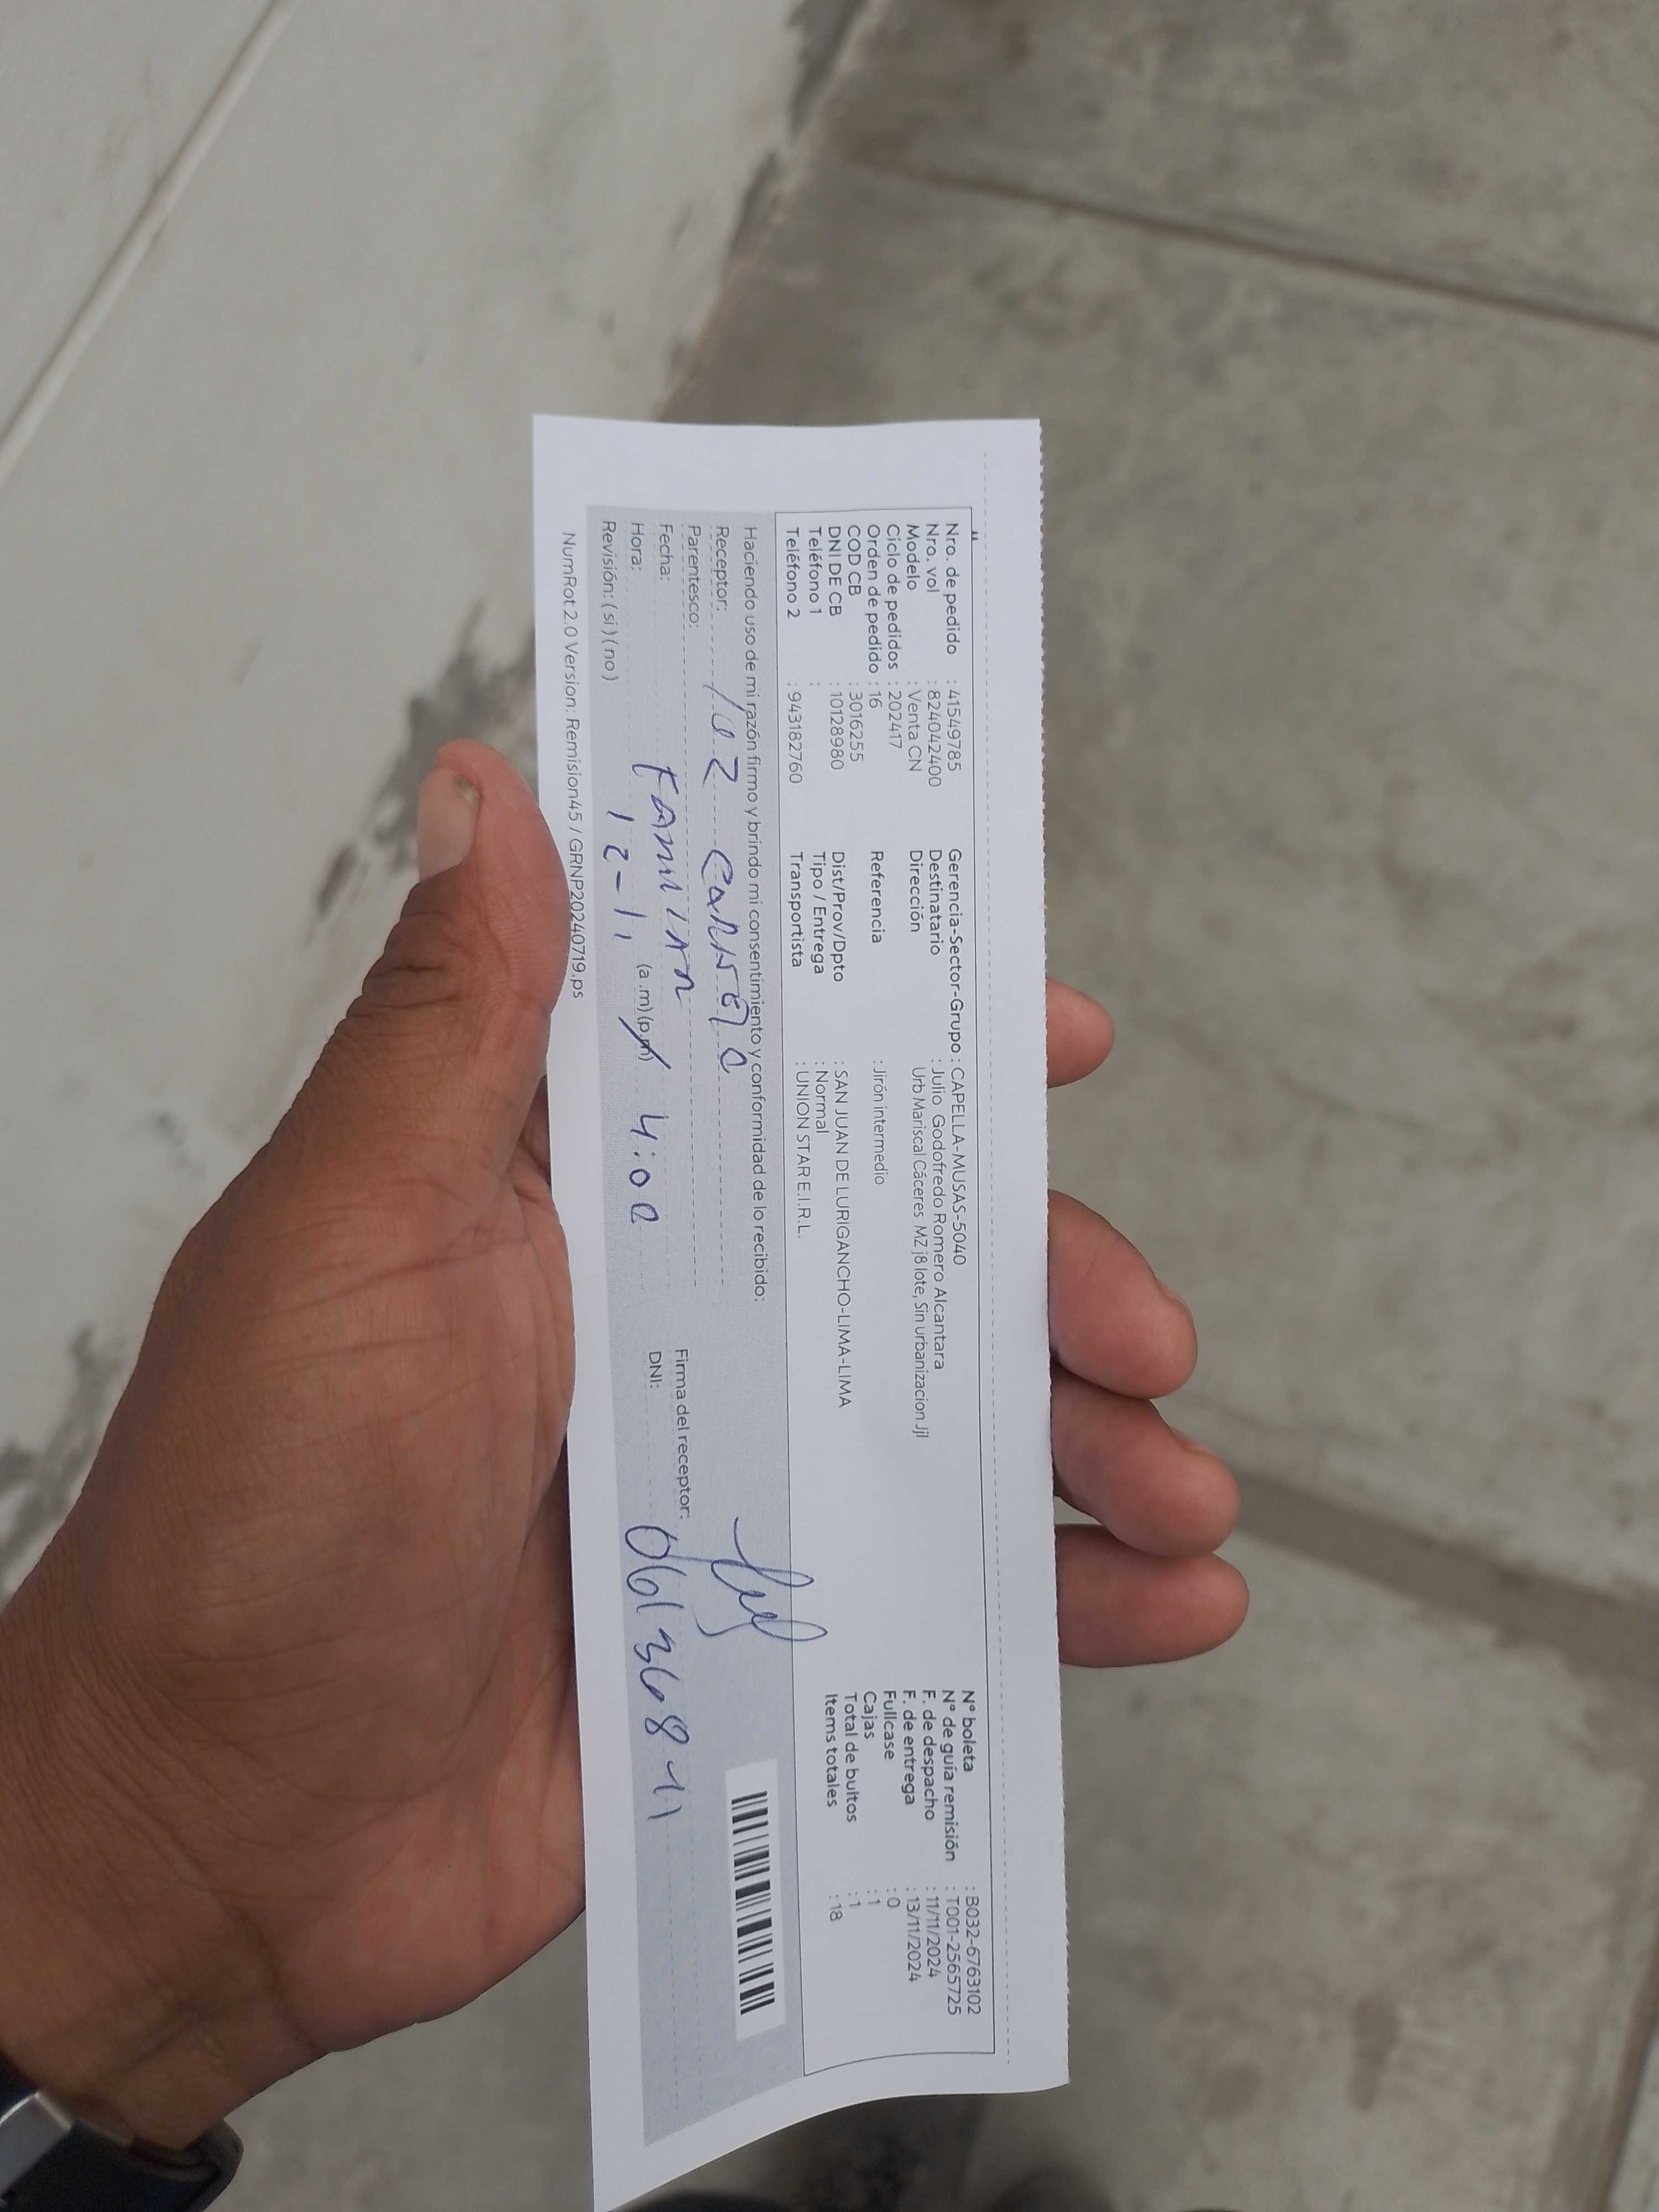 Nro. de pedido : 41549785
Nro. vol : 824042400
Modelo : Venta CN
Ciclo de pedidos : 202417
Orden de pedido : 16
COD CB : 3016255
DNI DE CB : 10128980
Teléfono 1 :
Teléfono 2 : 943182760
Gerencia-Sector-Grupo : CAPELLA-MUSAS-5040
Destinatario : Julio Godofredo Romero Alcantara
Dirección Urb Mariscal Cáceres MZ j8 lote, Sin urbanizacion Jjl
Referencia : Jirón intermedio
Dist/Prov/Dpto : SAN JUAN DE LURIGANCHO-LIMA-LIMA
Tipo / Entrega : Normal
Transportista : UNION STAR E.I.R.L.
N° boleta : B032-6763102
N° de guía remisión : T001-2565725
F. de despacho : 11/11/2024
F. de entrega : 13/11/2024
Fullcase : 0
Cajas : 1
Total de bultos : 1
Items totales : 18
Haciendo uso de mi razón firmo y brindo mi consentimiento y conformidad de lo recibido:
Receptor:
Parentesco: FAMILIAR
Fecha: 12-11
Hora: (a.m)(p.m) 4:00
Revisión: (si)(no)
Firma del receptor:
DNI:
NumRot 2.0 Version: Remision45 / GRNP20240719.ps